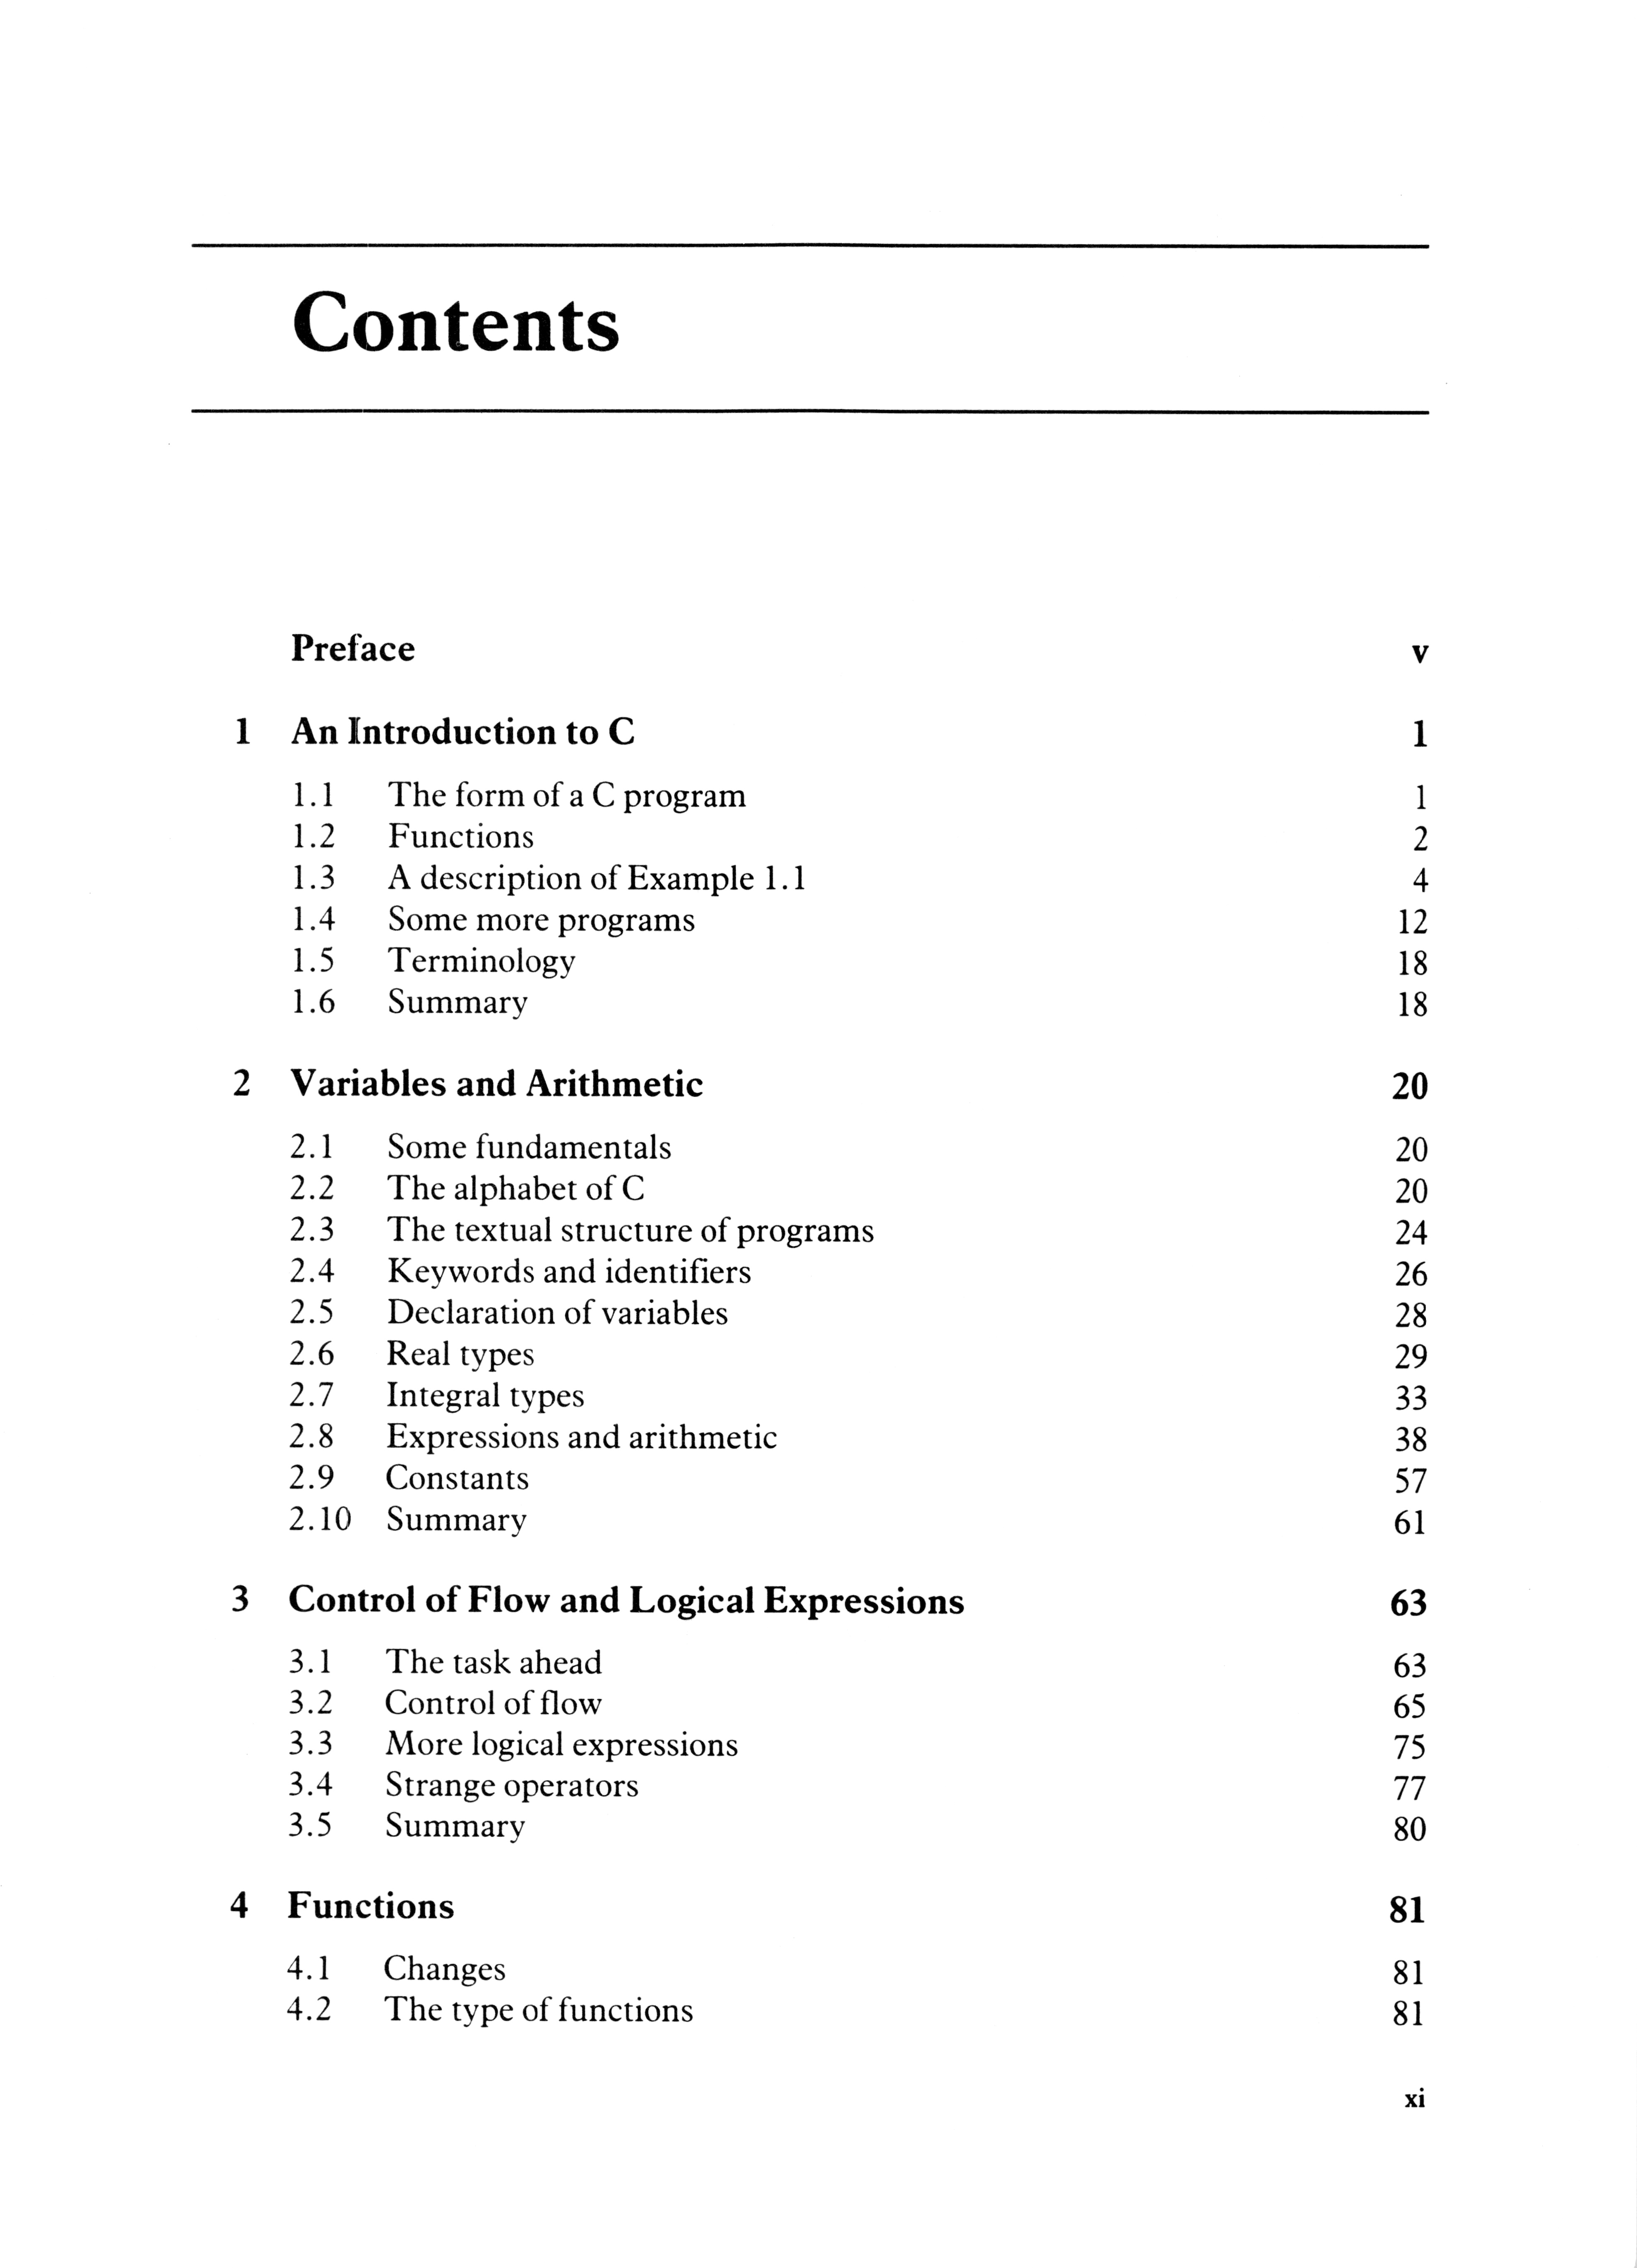 Contents
Preface v
1 An Introduction to C 1
1.1 The form of a C program 1
1.2 Functions 2
1.3 A description of Example 1.1 4
1.4 Some more programs 12
1.5 Terminology 18
1.6 Summary 18
2 Variables and Arithmetic 20
2.1 Some fundamentals 20
2.2 The alphabet of C 20
2.3 The textual structure of programs 24
2.4 Keywords and identifiers 26
2.5 Declaration of variables 28
2.6 Real types 29
2.7 Integral types 33
2.8 Expressions and arithmetic 38
2.9 Constants 57
2.10 Summary 61
3 Control of Flow and Logical Expressions 63
3.1 The task ahead 63
3.2 Control of flow 65
3.3 More logical expressions 75
3.4 Strange operators 77
3.5 Summary 80
4 Functions 81
4.1 Changes 81
4.2 The type of functions 81
xi